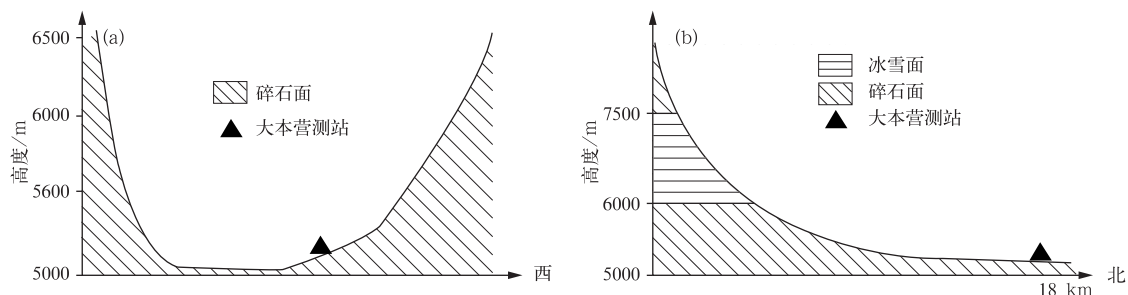 (a)
高度/m
6500
6000
5600
5000
碎石面
大本营测站
西
(b)
高度/m
7500
6000
5000
冰雪面
碎石面
大本营测站
北
18 km